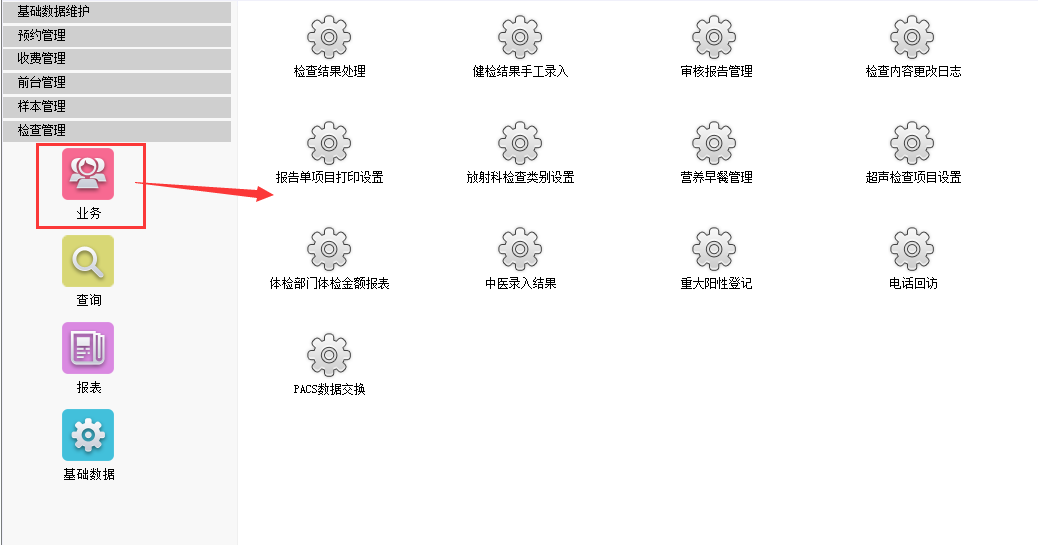 基础数据维护
预约管理
收费管理
前台管理
样本管理
检查管理
业务
查询
报表
基础数据
检查结果处理
健检结果手工录入
审核报告管理
检查内容更改日志
报告单项目打印设置
放射科检查类别设置
营养早餐管理
超声检查项目设置
体检部门体检金额报表
中医录入结果
重大阳性登记
电话回访
PACS数据交换